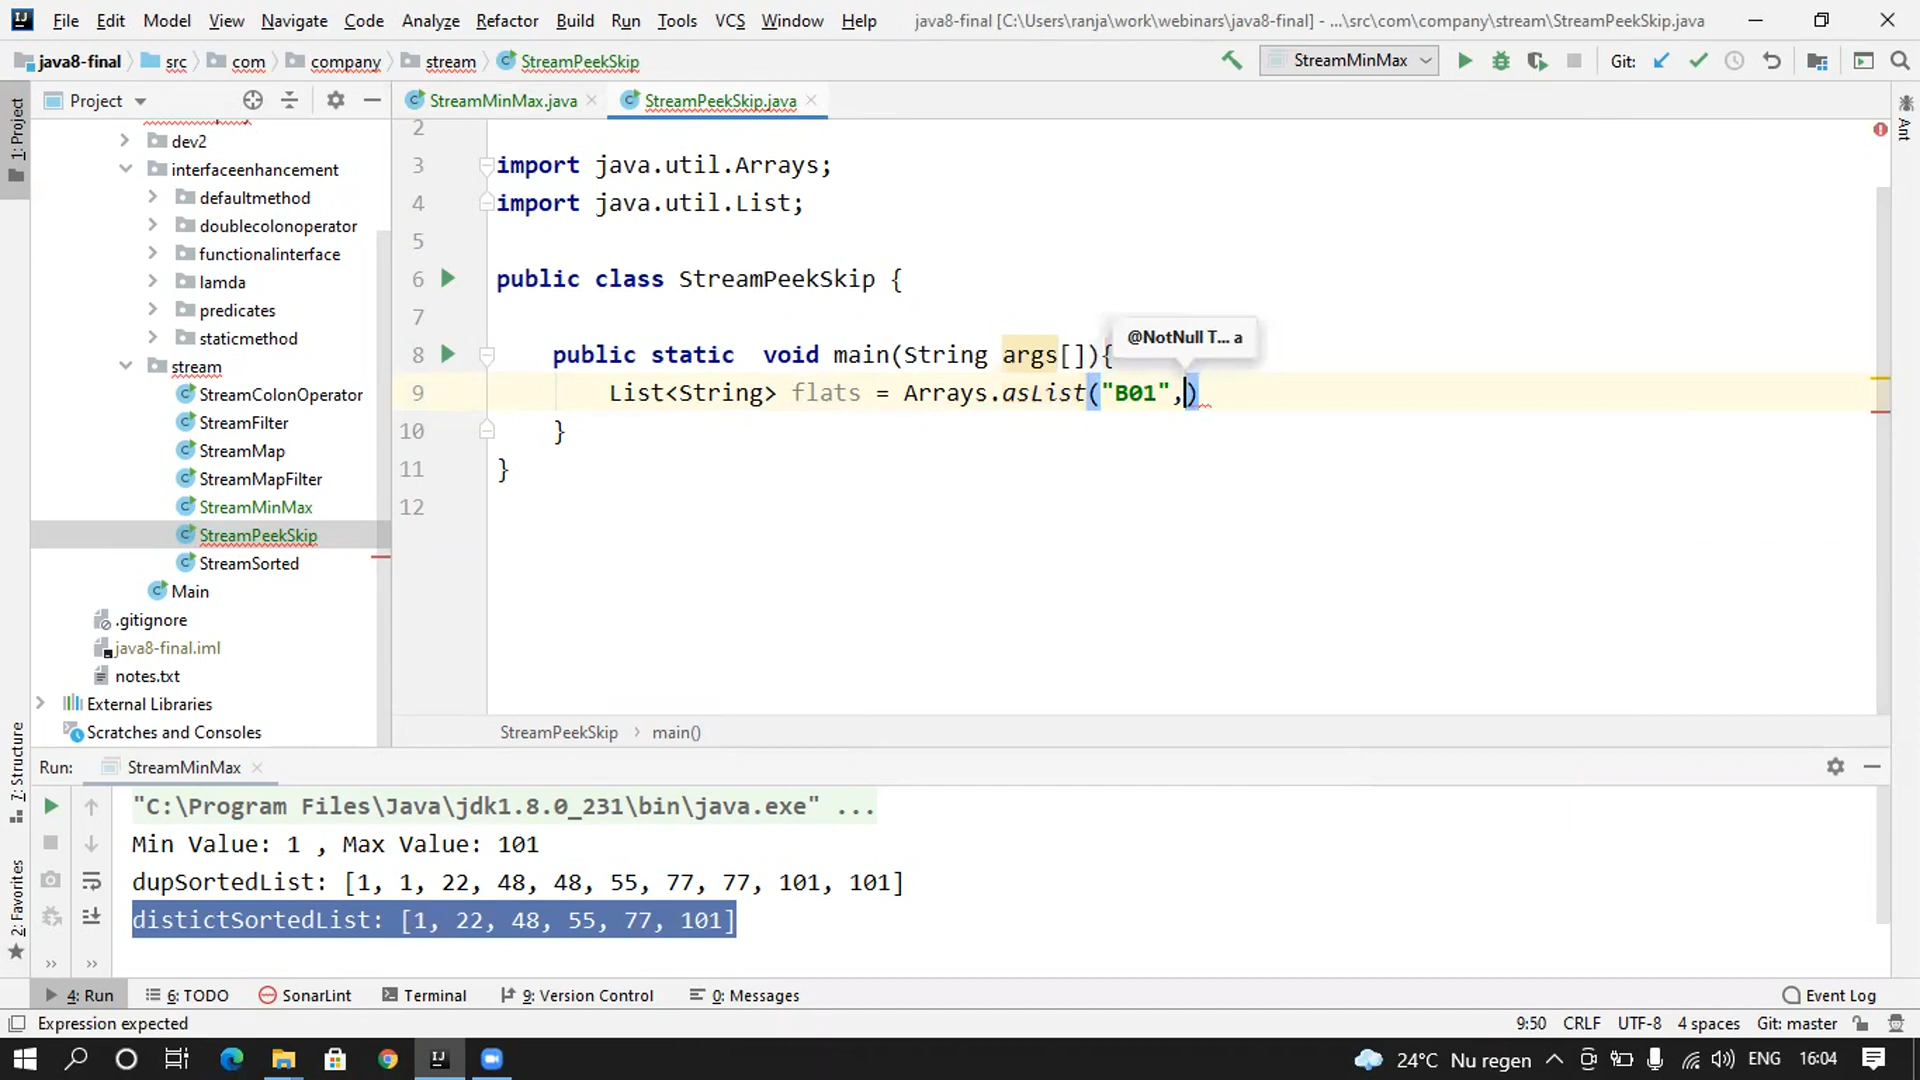 File Edit Model View Navigate Code Analyze Refactor Build Run Tools VCS Window Help java8-final [C:\Users\ranja\work\webinars\java8-final] - ...\src\com\company\stream\StreamPeekSkip.java
java8-final src com company stream StreamPeekSkip StreamMinMax Git:
Project StreamMinMax.java StreamPeekSkip.java
1: Project
Ant
dev2
interfaceenhancement
defaultmethod
doublecolonoperator
functionalinterface
lamda
predicates
staticmethod
stream
StreamColonOperator
StreamFilter
StreamMap
StreamMapFilter
StreamMinMax
StreamPeekSkip
StreamSorted
Main
.gitignore
java8-final.iml
notes.txt
External Libraries
Scratches and Consoles
2
3 import java.util.Arrays;
4 import java.util.List;
5
6 public class StreamPeekSkip {
7
@NotNull T... a
8 public static  void main(String args[]){
9 List<String> flats = Arrays.asList("B01",)
10 }
11 }
12
StreamPeekSkip main()
7: Structure
2: Favorites
Run: StreamMinMax
"C:\Program Files\Java\jdk1.8.0_231\bin\java.exe" ...
Min Value: 1 , Max Value: 101
dupSortedList: [1, 1, 22, 48, 48, 55, 77, 77, 101, 101]
distictSortedList: [1, 22, 48, 55, 77, 101]
4: Run 6: TODO SonarLint Terminal 9: Version Control 0: Messages Event Log
Expression expected 9:50 CRLF UTF-8 4 spaces Git: master
24°C Nu regen ENG 16:04